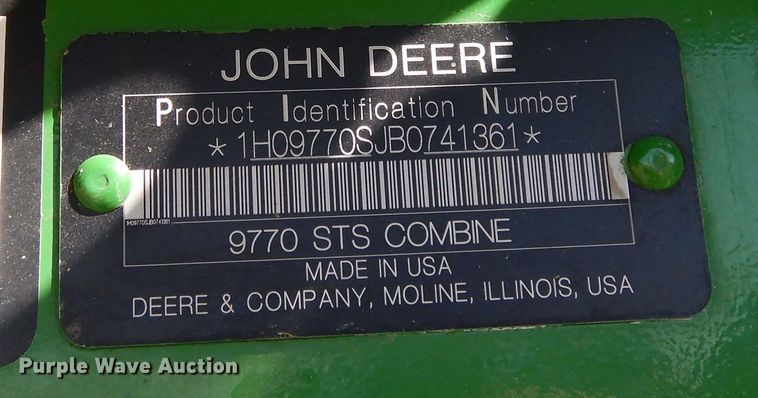 JOHN DEERE
Product Identification Number
*1H09770SJB0741361*
1H09770SJB0741361
9770 STS COMBINE
MADE IN USA
DEERE & COMPANY, MOLINE, ILLINOIS, USA
Purple Wave Auction